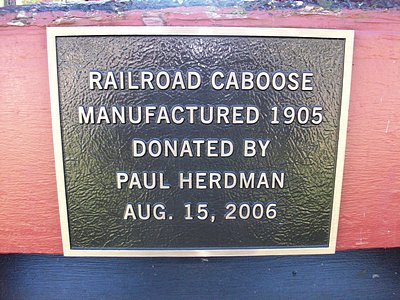 RAILROAD CABOOSE
MANUFACTURED 1905
DONATED BY
PAUL HERDMAN
AUG. 15, 2006